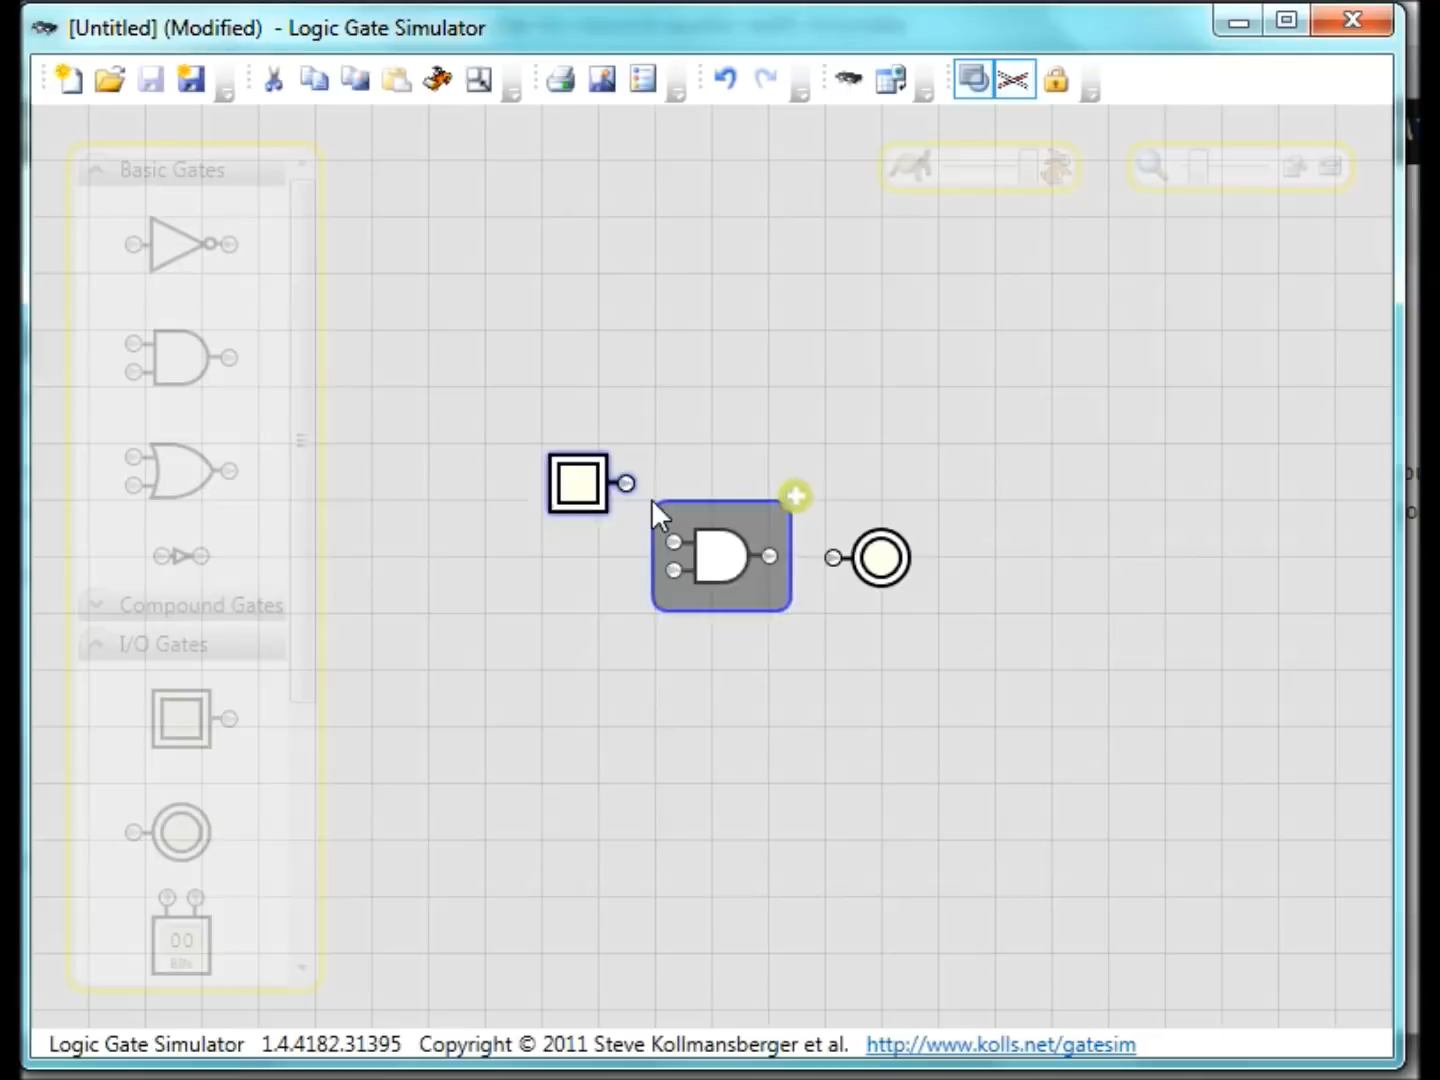 [Untitled] (Modified) - Logic Gate Simulator
Basic Gates
Compound Gates
I/O Gates
00
BIN
Logic Gate Simulator 1.4.4182.31395 Copyright © 2011 Steve Kollmansberger et al. http://www.kolls.net/gatesim